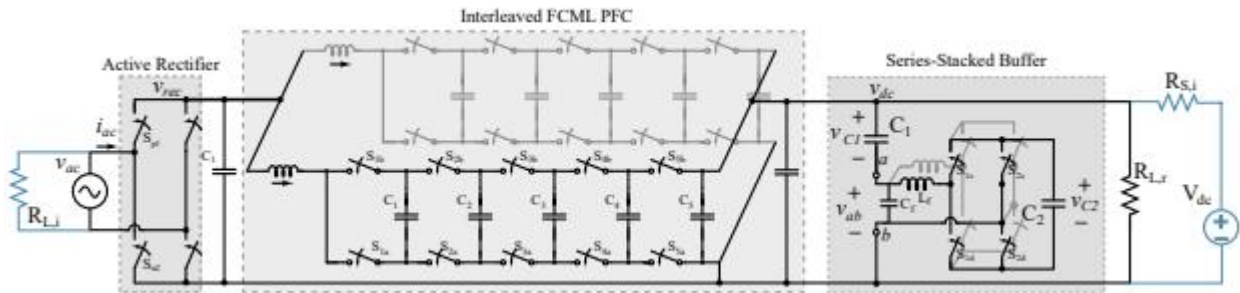 Interleaved FCML PFC
Active Rectifier
Series-Stacked Buffer
v_rec
v_dc
R_S,i
i_ac
C_1
v_C1
a
v_ac
C_1
S_1b
S_2b
S_3b
S_4b
S_5b
R_L,i
C_1
C_2
C_3
C_4
C_5
v_ab
C_f
L_f
C_2
v_C2
R_L,r
V_dc
b
S_1a
S_2a
S_3a
S_4a
S_5a